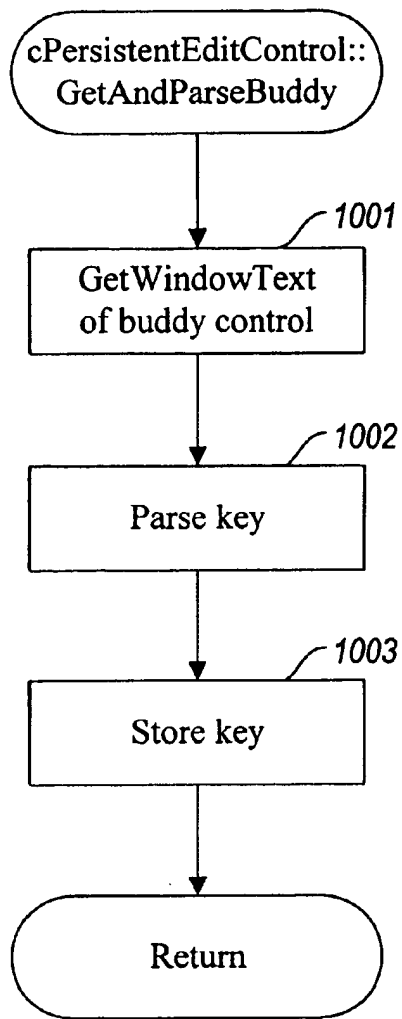 cPersistentEditControl::
GetAndParseBuddy
1001
GetWindowText
of buddy control
1002
Parse key
1003
Store key
Return